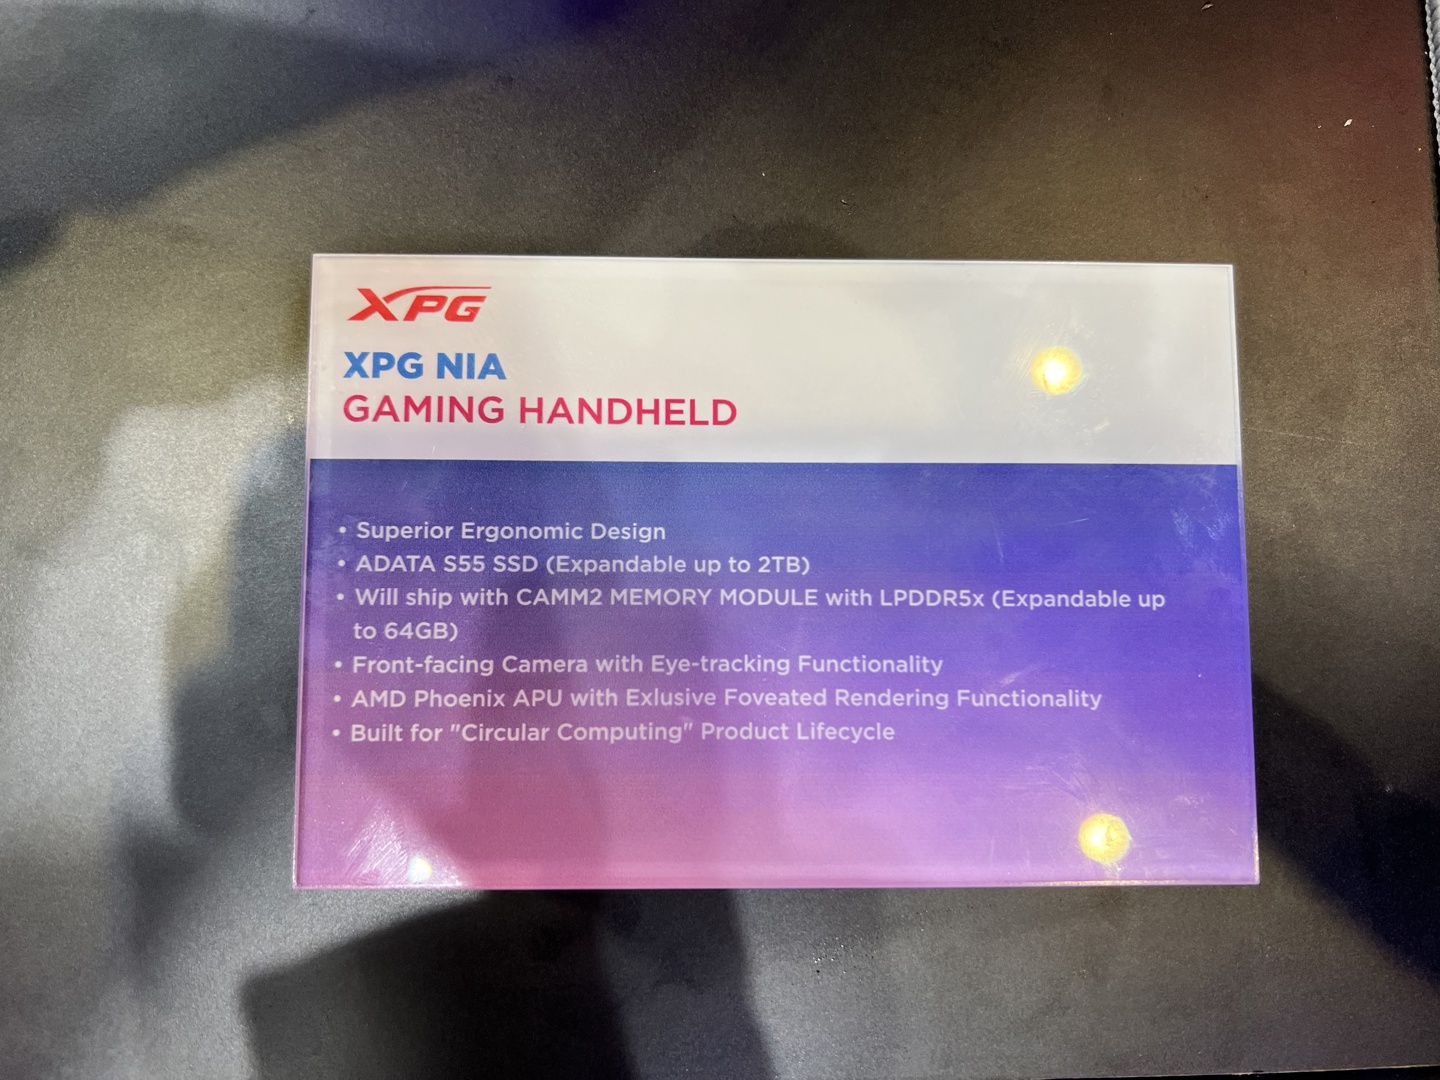 XPG
XPG NIA
GAMING HANDHELD
• Superior Ergonomic Design
• ADATA S55 SSD (Expandable up to 2TB)
• Will ship with CAMM2 MEMORY MODULE with LPDDR5x (Expandable up
to 64GB)
• Front-facing Camera with Eye-tracking Functionality
• AMD Phoenix APU with Exlusive Foveated Rendering Functionality
• Built for "Circular Computing" Product Lifecycle